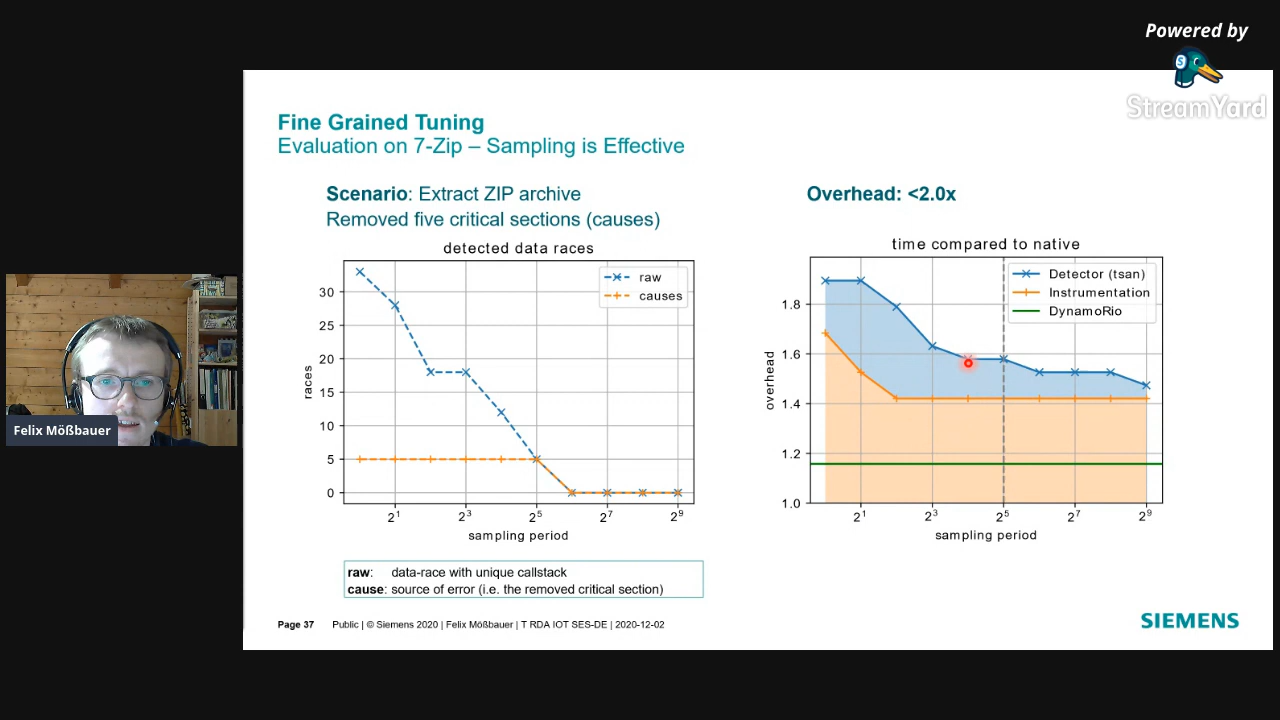 Powered by
StreamYard
Fine Grained Tuning
Evaluation on 7-Zip – Sampling is Effective
Scenario: Extract ZIP archive
Removed five critical sections (causes)
detected data races
raw
causes
30
25
20
15
10
5
0
races
2¹
2³
2⁵
2⁷
2⁹
sampling period
raw: data-race with unique callstack
cause: source of error (i.e. the removed critical section)
Overhead: <2.0x
time compared to native
Detector (tsan)
Instrumentation
DynamoRio
1.8
1.6
1.4
1.2
1.0
overhead
2¹
2³
2⁵
2⁷
2⁹
sampling period
Felix Mößbauer
Page 37 Public | © Siemens 2020 | Felix Mößbauer | T RDA IOT SES-DE | 2020-12-02
SIEMENS